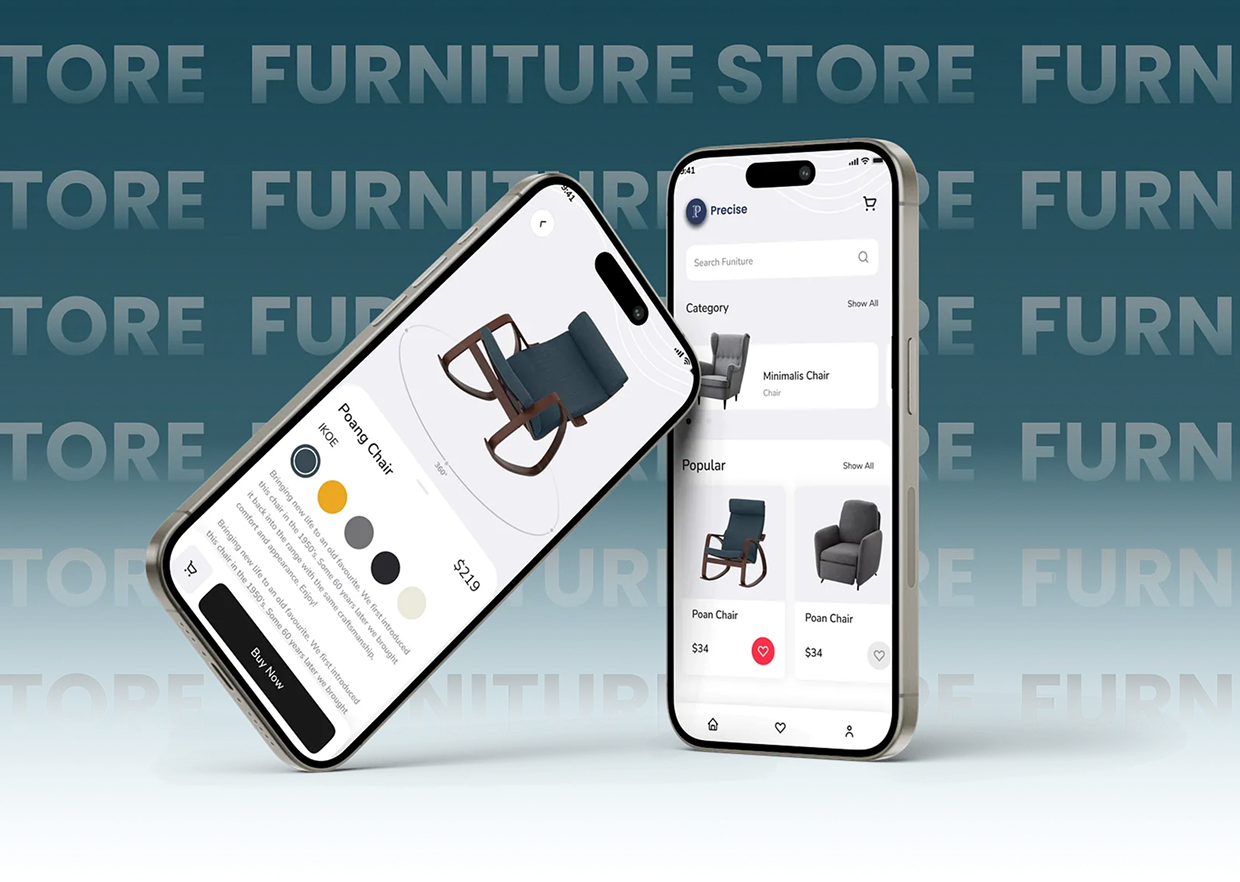 TORE FURNITURE STORE FURN
TORE FURNITURE RE FURN
TORE FUR RE FURN
TORE RE FURN
TOR RE FURN
TORE NITURE RE FURN
9:41
Poang Chair
IKOE
360°
$219
Bringing new life to an old favourite. We first introduced
this chair in the 1950's. Some 60 years later we brought
it back into the range with the same craftsmanship,
comfort and appearance. Enjoy!
Bringing new life to an old favourite. We first introduced
this chair in the 1950's. Some 60 years later we brought
Buy Now
9:41
P Precise
Search Funiture
Category Show All
Minimalis Chair
Chair
Popular Show All
Poan Chair
$34
Poan Chair
$34